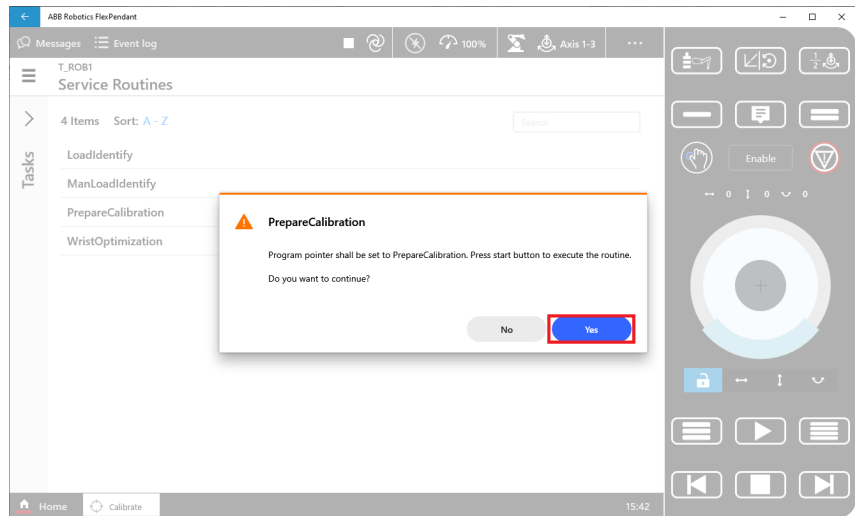 ABB Robotics FlexPendant
Messages Event log 100% Axis 1-3 ...
T_ROB1
Service Routines
4 Items Sort: A - Z Search
Tasks
LoadIdentify
ManLoadIdentify
PrepareCalibration
WristOptimization
PrepareCalibration
Program pointer shall be set to PrepareCalibration. Press start button to execute the routine.
Do you want to continue?
No Yes
Home Calibrate 15:42
1
2
Enable
0 0 0